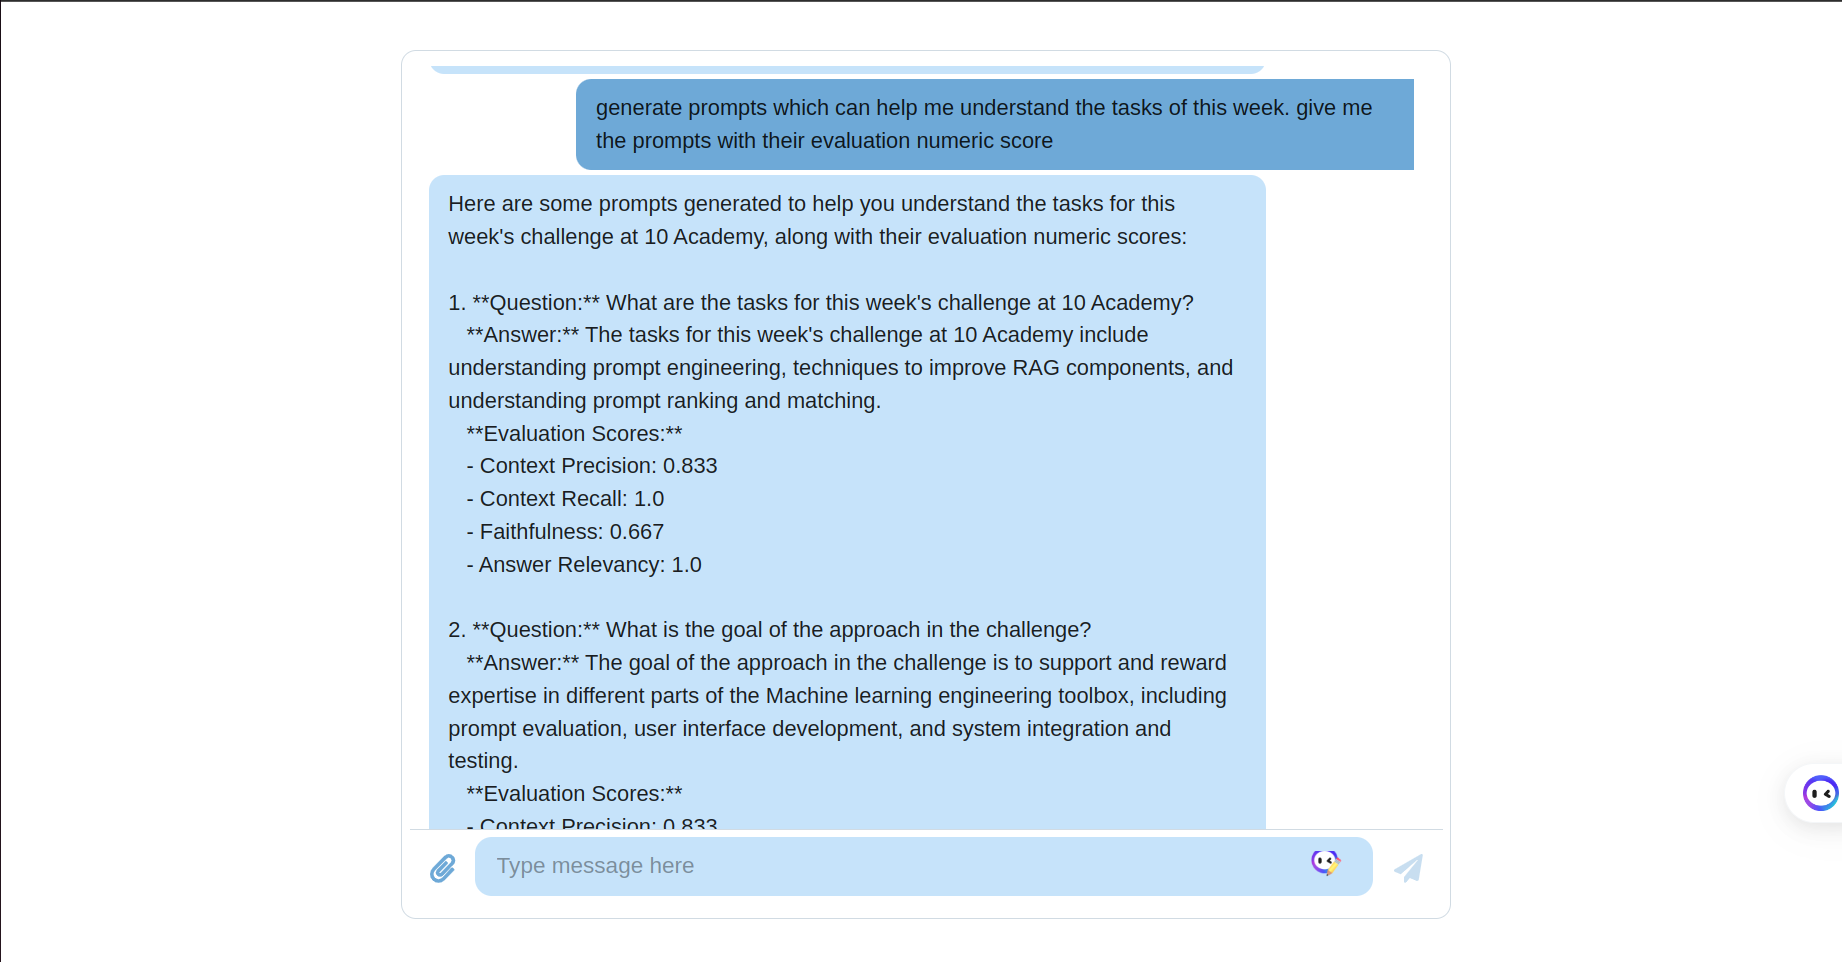 generate prompts which can help me understand the tasks of this week. give me
the prompts with their evaluation numeric score
Here are some prompts generated to help you understand the tasks for this
week's challenge at 10 Academy, along with their evaluation numeric scores:
1. **Question:** What are the tasks for this week's challenge at 10 Academy?
**Answer:** The tasks for this week's challenge at 10 Academy include
understanding prompt engineering, techniques to improve RAG components, and
understanding prompt ranking and matching.
**Evaluation Scores:**
- Context Precision: 0.833
- Context Recall: 1.0
- Faithfulness: 0.667
- Answer Relevancy: 1.0
2. **Question:** What is the goal of the approach in the challenge?
**Answer:** The goal of the approach in the challenge is to support and reward
expertise in different parts of the Machine learning engineering toolbox, including
prompt evaluation, user interface development, and system integration and
testing.
**Evaluation Scores:**
- Context Precision: 0.833
Type message here